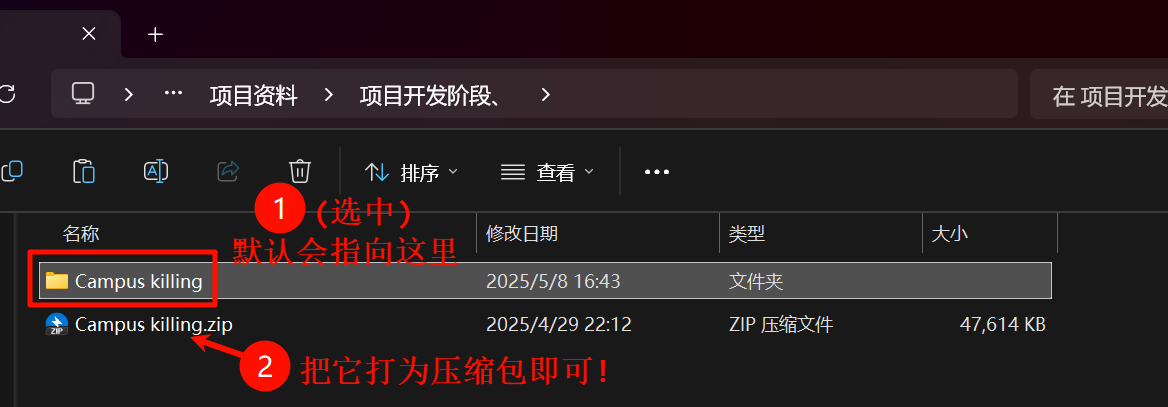 项目资料 项目开发阶段、 在 项目开发
排序 查看
1 (选中)
名称 修改日期 类型 大小
默认会指向这里
Campus killing 2025/5/8 16:43 文件夹
ZIP Campus killing.zip 2025/4/29 22:12 ZIP 压缩文件 47,614 KB
2 把它打为压缩包即可!